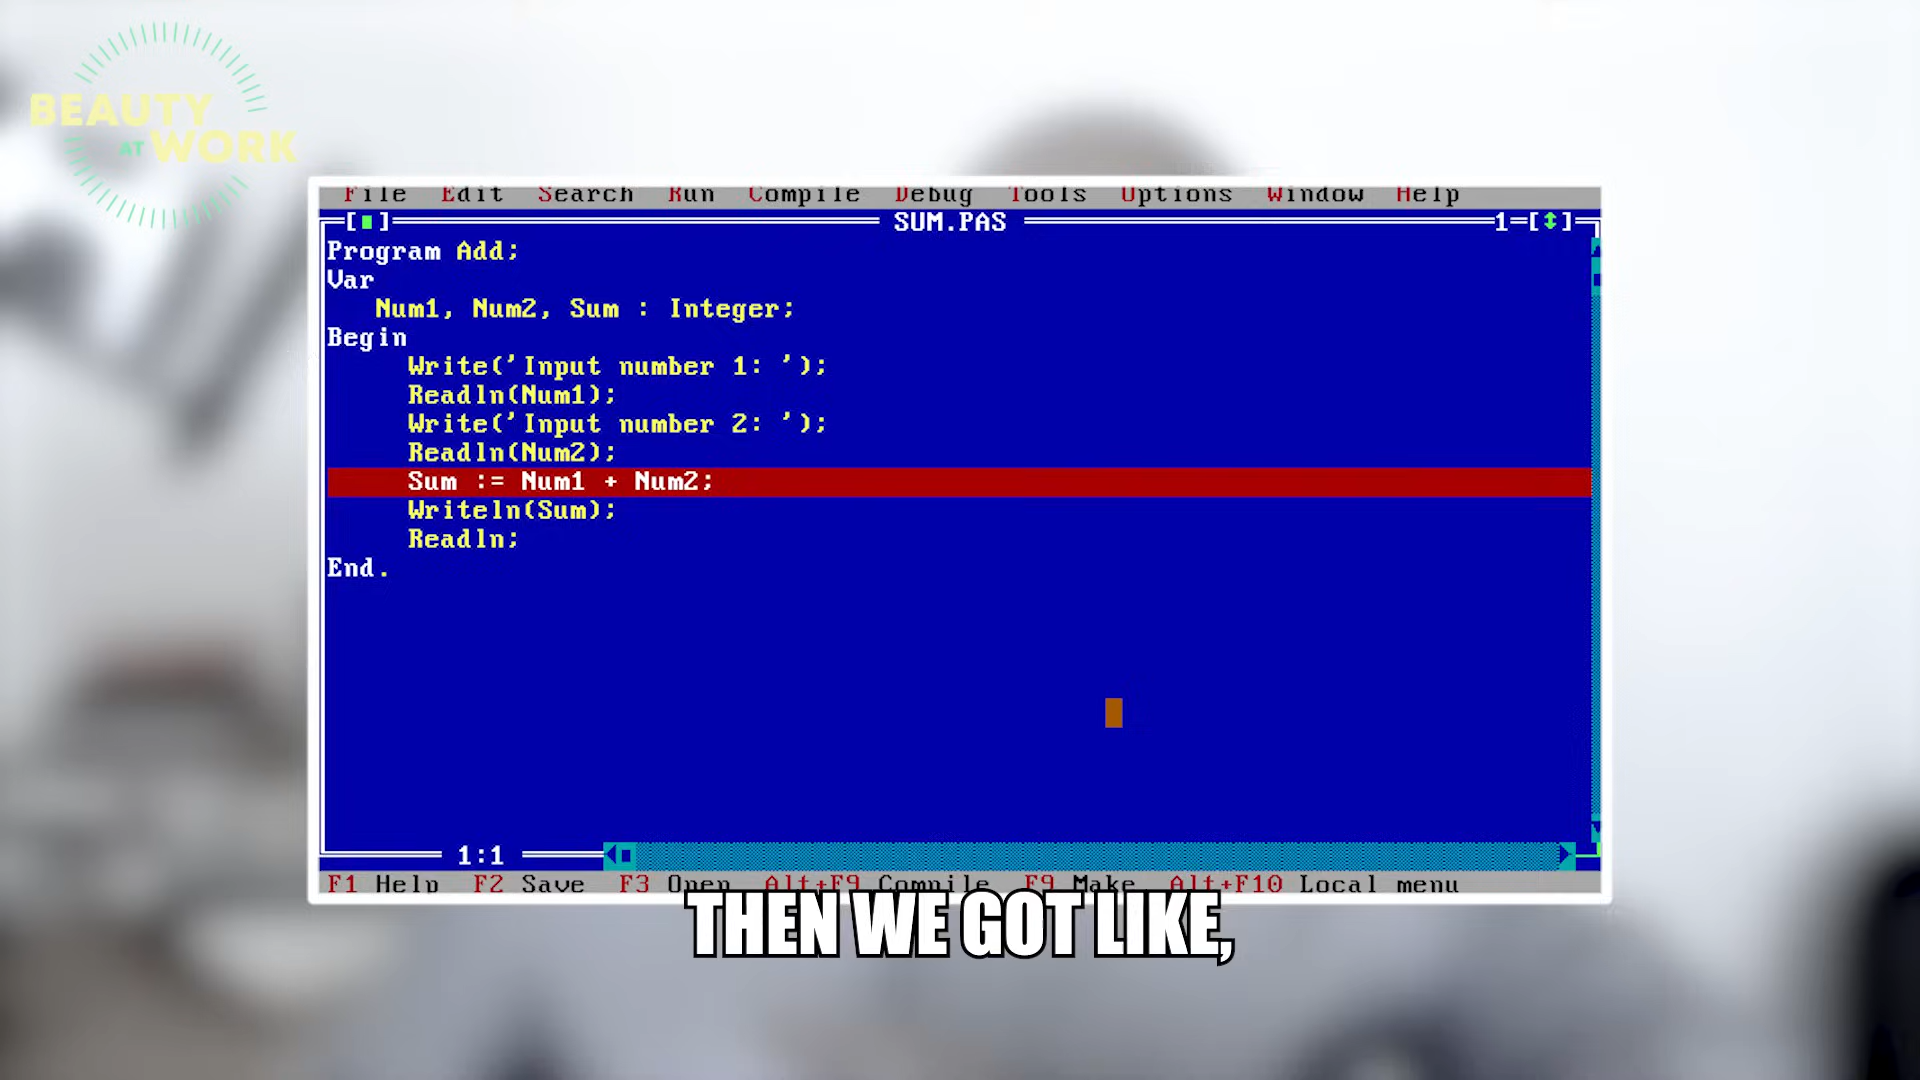 BEAUTY
AT WORK
File Edit Search Run Compile Debug Tools Options Window Help
SUM.PAS 1
Program Add;
Var
Num1, Num2, Sum : Integer;
Begin
Write('Input number 1: ');
Readln(Num1);
Write('Input number 2: ');
Readln(Num2);
Sum := Num1 + Num2;
Writeln(Sum);
Readln;
End.
1:1
F1 Help F2 Save F3 Open Alt+F9 Compile F9 Make Alt+F10 Local menu
THEN WE GOT LIKE,